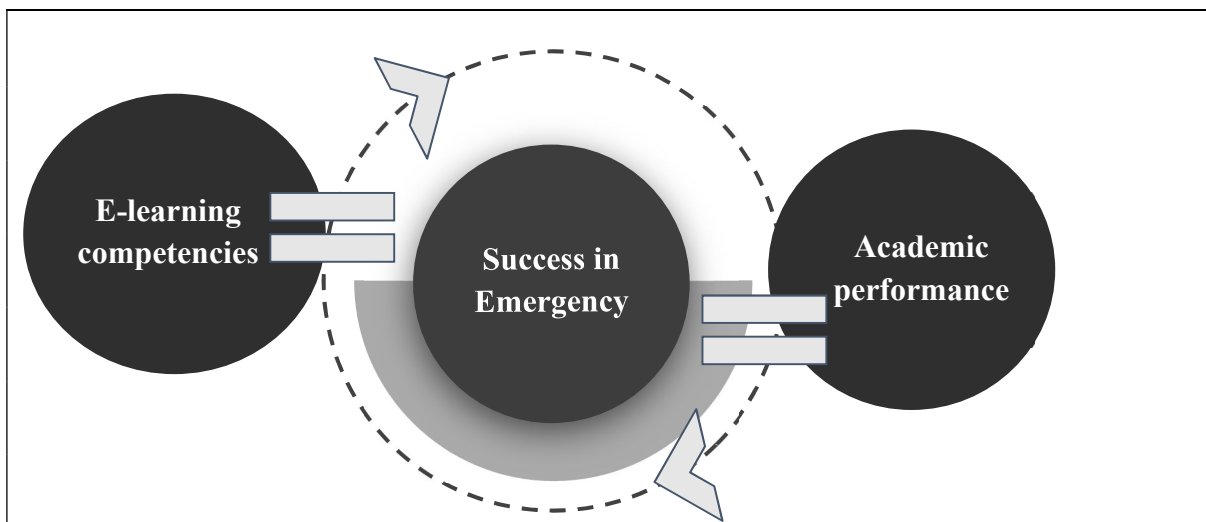 E-learning
competencies
Success in
Emergency
Academic
performance